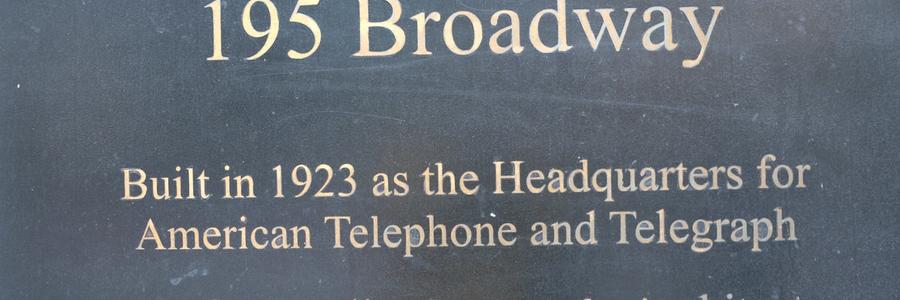 195 Broadway
Built in 1923 as the Headquarters for
American Telephone and Telegraph